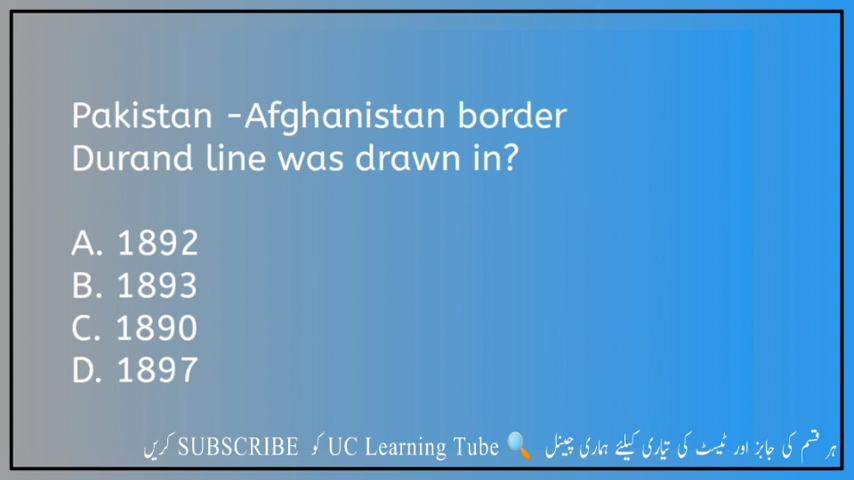 Pakistan -Afghanistan border
Durand line was drawn in?
A. 1892
B. 1893
C. 1890
D. 1897
ہر قسم کی جابز اور ٹیسٹ کی تیاری کیلئے ہماری چینل 🔍 UC Learning Tube کو SUBSCRIBE کریں